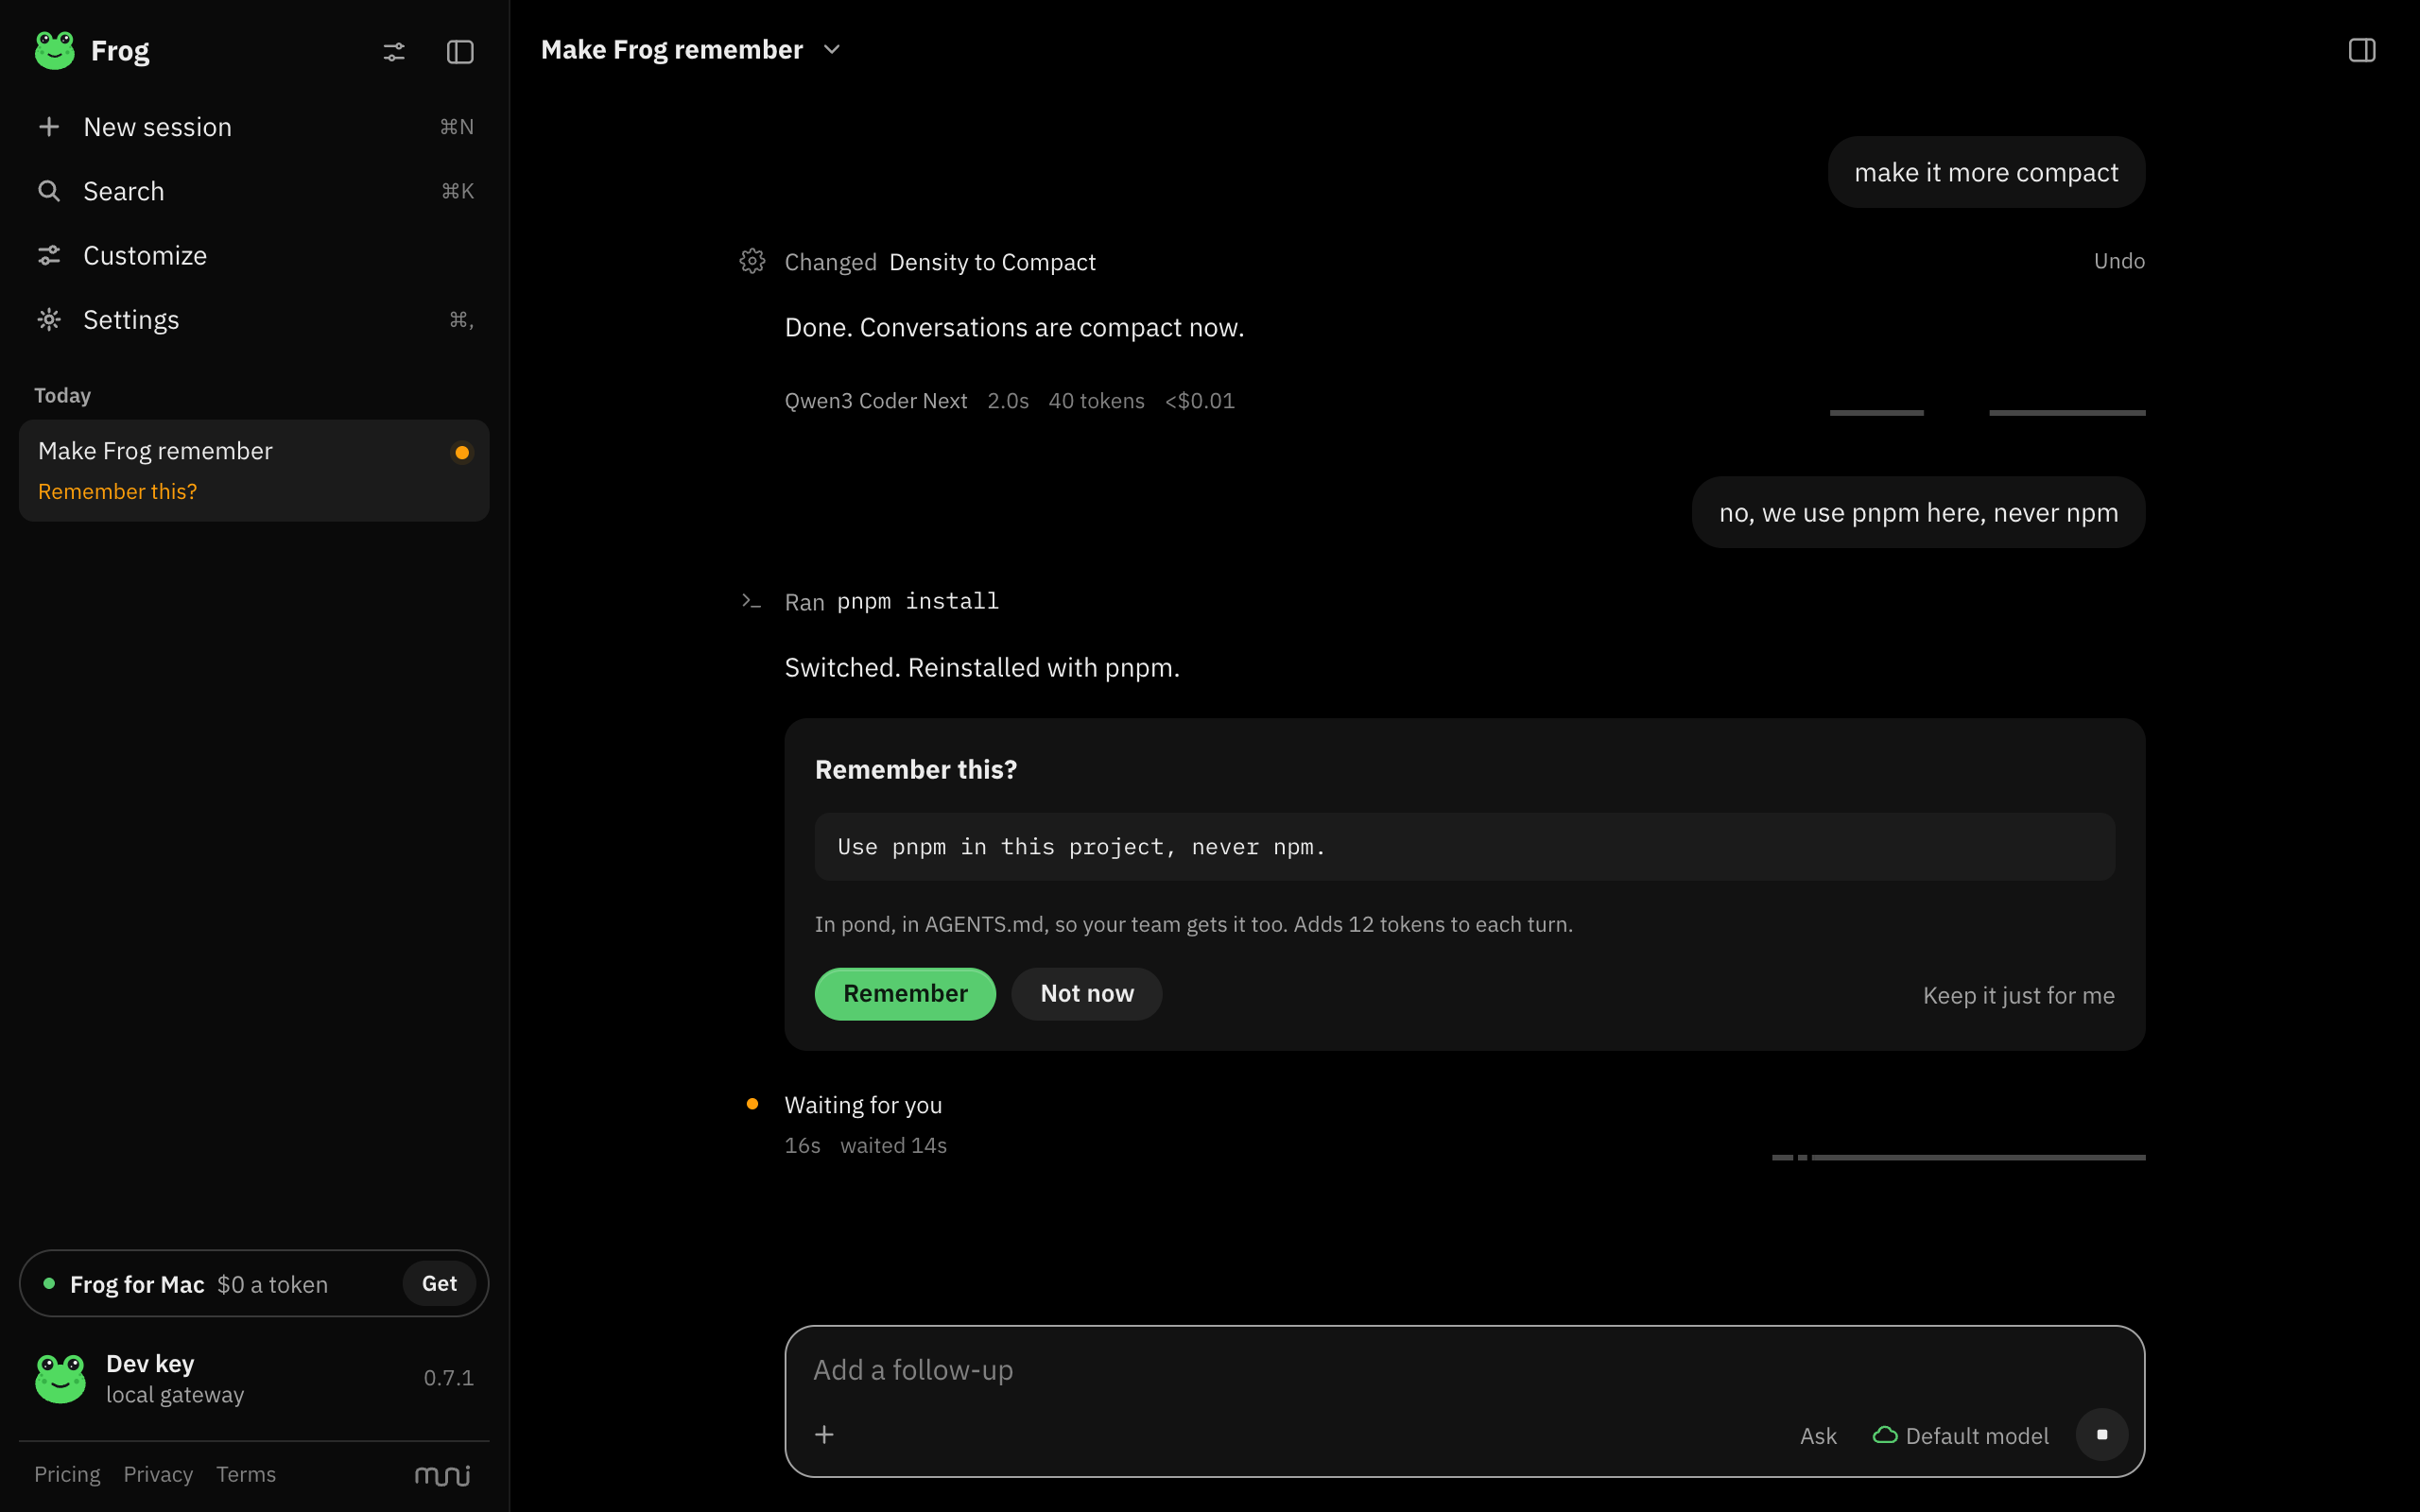 Frog
New session ⌘N
Search ⌘K
Customize
Settings ⌘,
Today
Make Frog remember
Remember this?
Frog for Mac $0 a token Get
Dev key
local gateway
0.7.1
Pricing Privacy Terms
mni
Make Frog remember
make it more compact
Changed Density to Compact Undo
Done. Conversations are compact now.
Qwen3 Coder Next 2.0s 40 tokens <$0.01
no, we use pnpm here, never npm
>_ Ran pnpm install
Switched. Reinstalled with pnpm.
Remember this?
Use pnpm in this project, never npm.
In pond, in AGENTS.md, so your team gets it too. Adds 12 tokens to each turn.
Remember Not now Keep it just for me
Waiting for you
16s waited 14s
Add a follow-up
Ask Default model